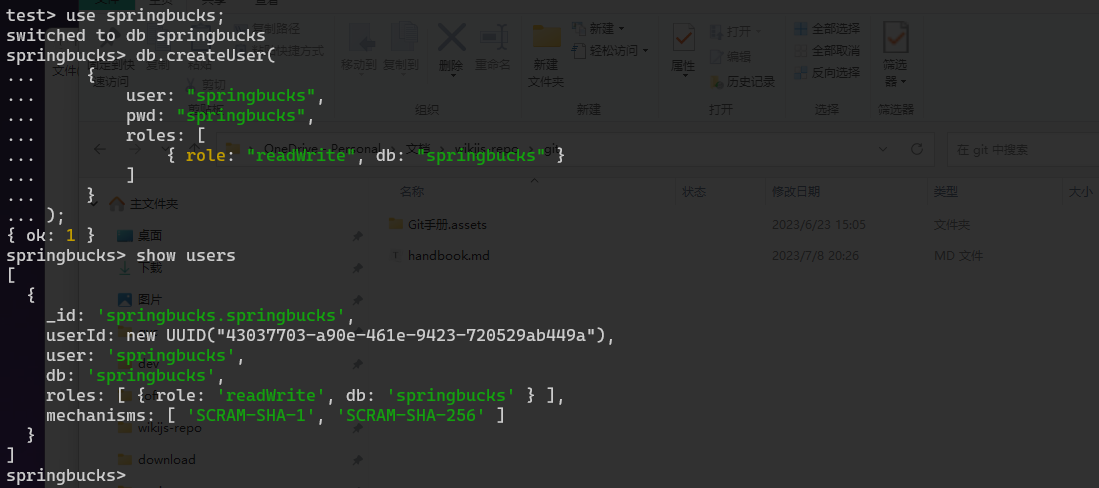 test> use springbucks;
switched to db springbucks
springbucks> db.createUser(
...     {
...         user: "springbucks",
...         pwd: "springbucks",
...         roles: [
...             { role: "readWrite", db: "springbucks" }
...         ]
...     }
... );
{ ok: 1 }
springbucks> show users
[
  {
    _id: 'springbucks.springbucks',
    userId: new UUID("43037703-a90e-461e-9423-720529ab449a"),
    user: 'springbucks',
    db: 'springbucks',
    roles: [ { role: 'readWrite', db: 'springbucks' } ],
    mechanisms: [ 'SCRAM-SHA-1', 'SCRAM-SHA-256' ]
  }
]
springbucks>
复制路径
快捷方式
移动到 复制到 删除 重命名
组织
新建
文件夹
新建
轻松访问
新建
属性
打开
编辑
历史记录
打开
全部选择
全部取消
反向选择
选择
筛选
器
筛选器
OneDrive - Personal 文档 wikijs-repo git
在 git 中搜索
名称 状态 修改日期 类型 大小
Git手册.assets 2023/6/23 15:05 文件夹
handbook.md 2023/7/8 20:26 MD 文件
主文件夹
桌面
下载
图片
dev
wikijs-repo
download